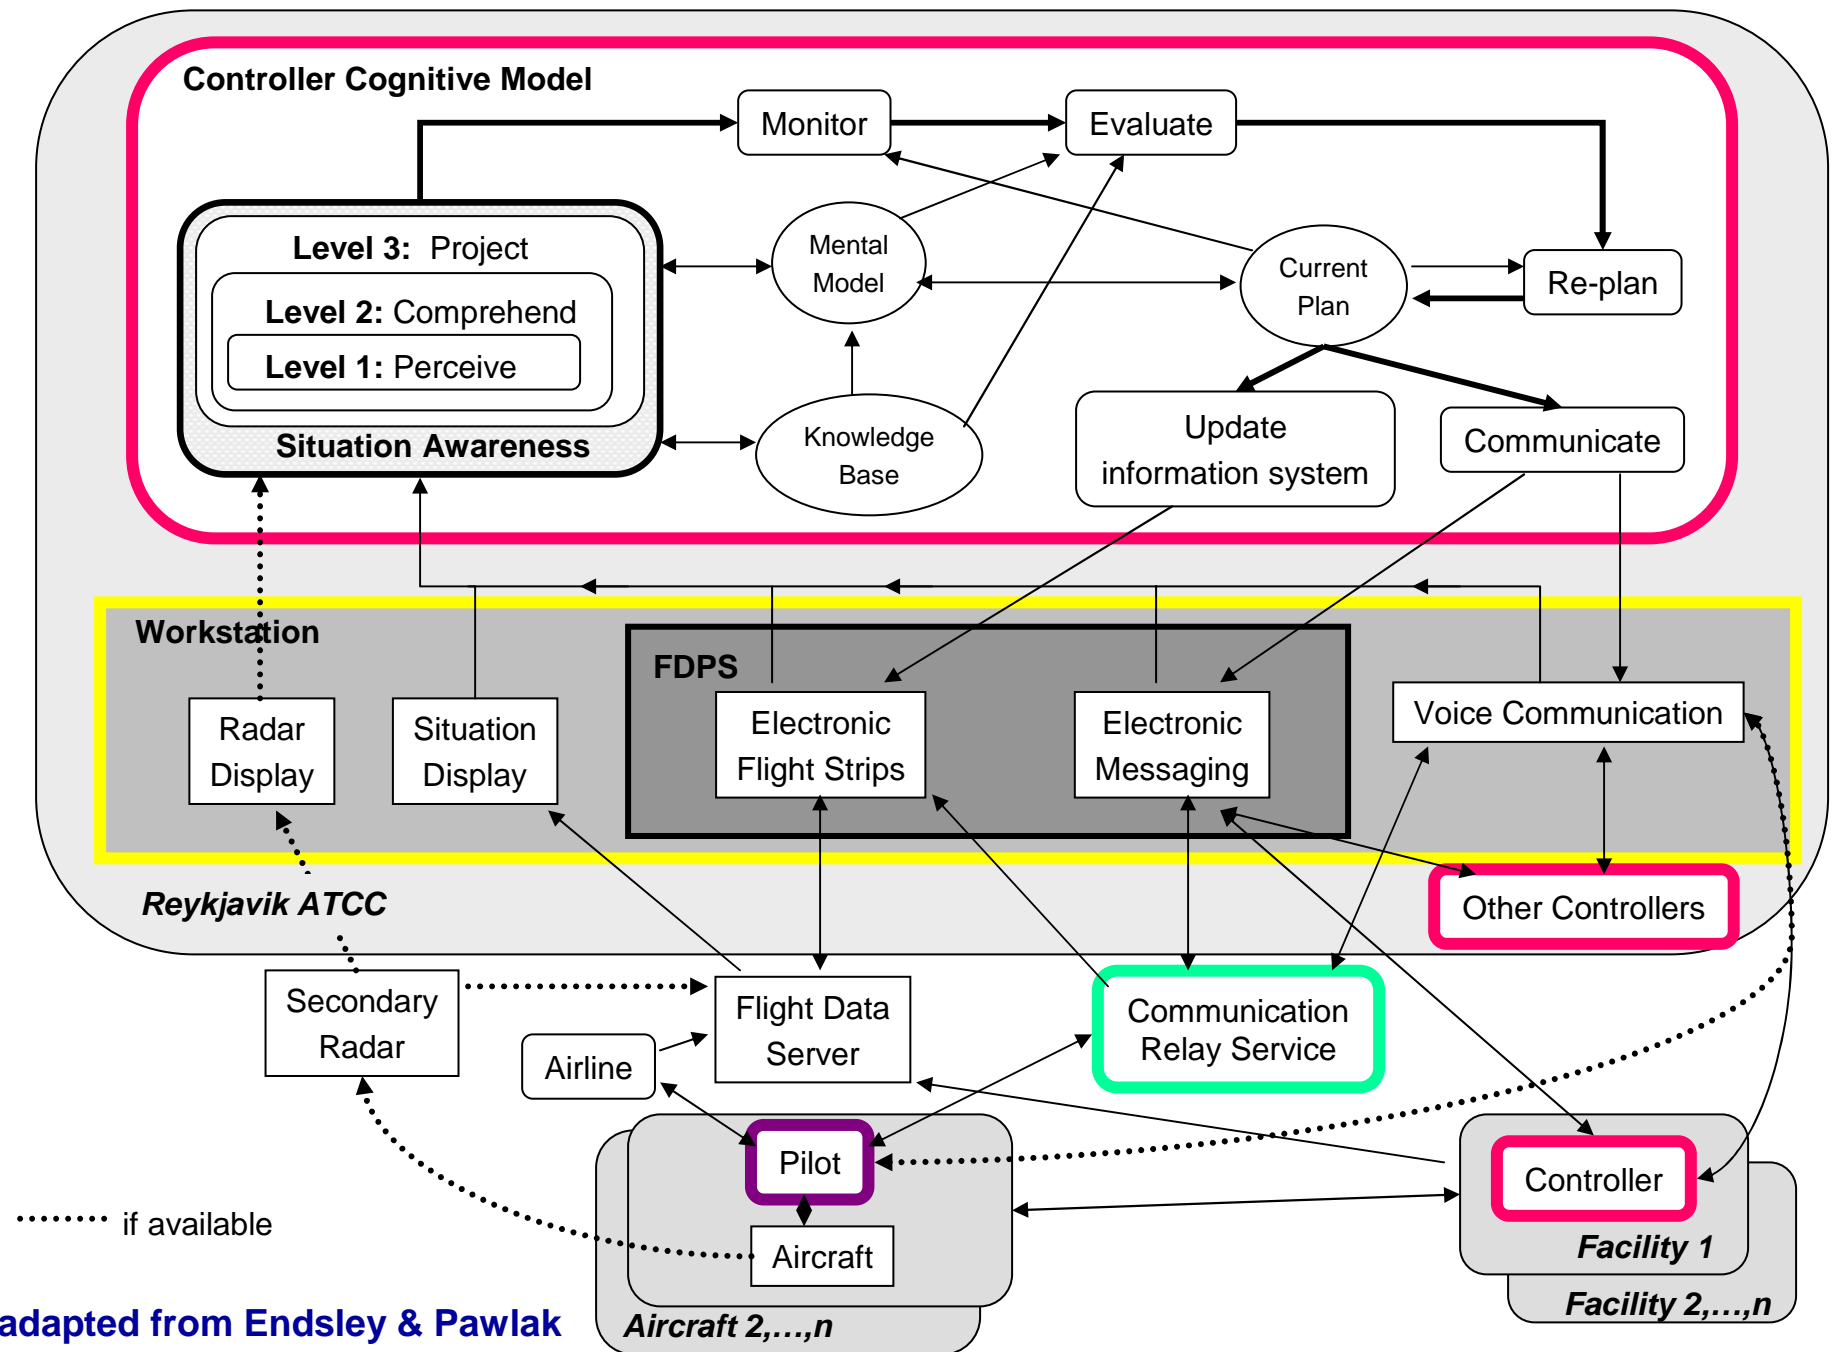 Controller Cognitive Model
Monitor
Evaluate
Level 3: Project
Level 2: Comprehend
Level 1: Perceive
Situation Awareness
Mental
Model
Current
Plan
Re-plan
Knowledge
Base
Update
information system
Communicate
Workstation
FDPS
Radar
Display
Situation
Display
Electronic
Flight Strips
Electronic
Messaging
Voice Communication
Reykjavik ATCC
Other Controllers
Secondary
Radar
Airline
Flight Data
Server
Communication
Relay Service
Pilot
Aircraft
Controller
Facility 1
Facility 2,...,n
if available
adapted from Endsley & Pawlak
Aircraft 2,...,n